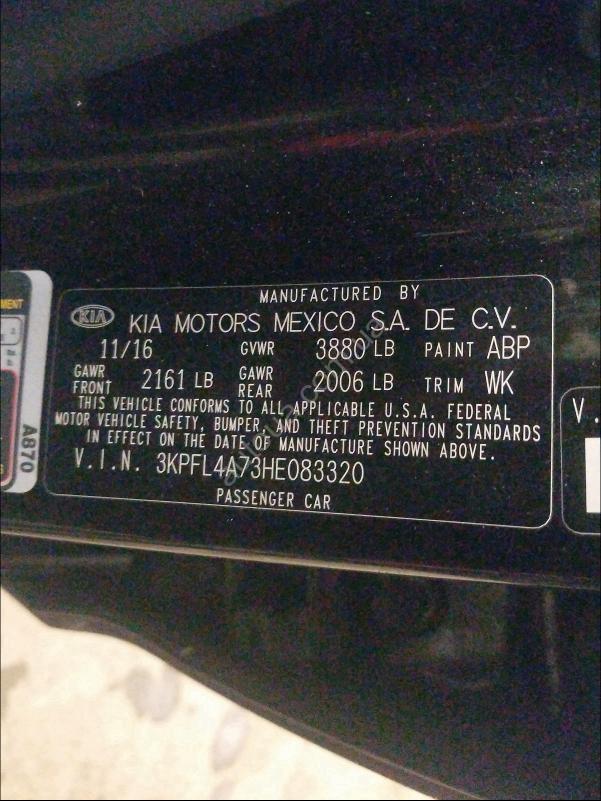 MANUFACTURED BY
KIA KIA MOTORS MEXICO S.A. DE C.V.
11/16 GVWR 3880 LB PAINT ABP
GAWR FRONT 2161 LB GAWR REAR 2006 LB TRIM WK
THIS VEHICLE CONFORMS TO ALL APPLICABLE U.S.A. FEDERAL
MOTOR VEHICLE SAFETY, BUMPER, AND THEFT PREVENTION STANDARDS
IN EFFECT ON THE DATE OF MANUFACTURE SHOWN ABOVE.
V.I.N. 3KPFL4A73HE083320
PASSENGER CAR
A870
V.